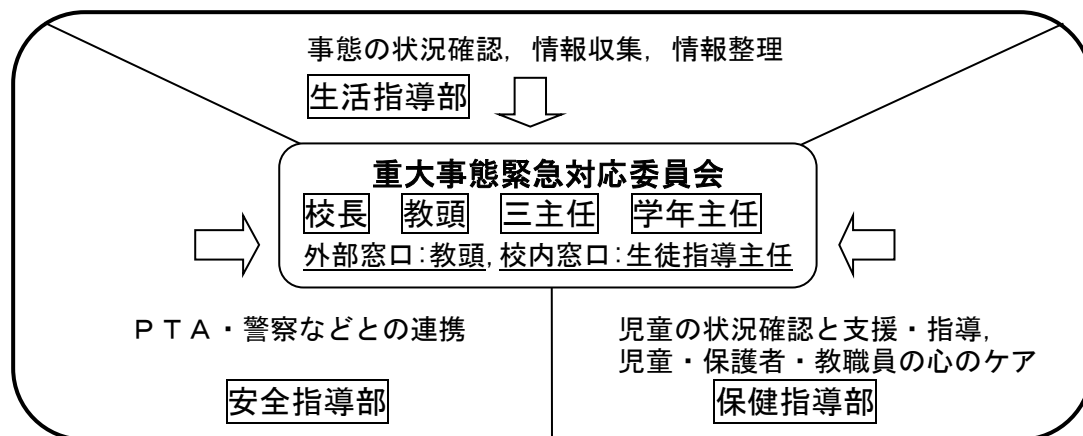 事態の状況確認，情報収集，情報整理
生活指導部
重大事態緊急対応委員会
校長 教頭 三主任 学年主任
外部窓口：教頭，校内窓口：生徒指導主任
ＰＴＡ・警察などとの連携
安全指導部
児童の状況確認と支援・指導，
児童・保護者・教職員の心のケア
保健指導部